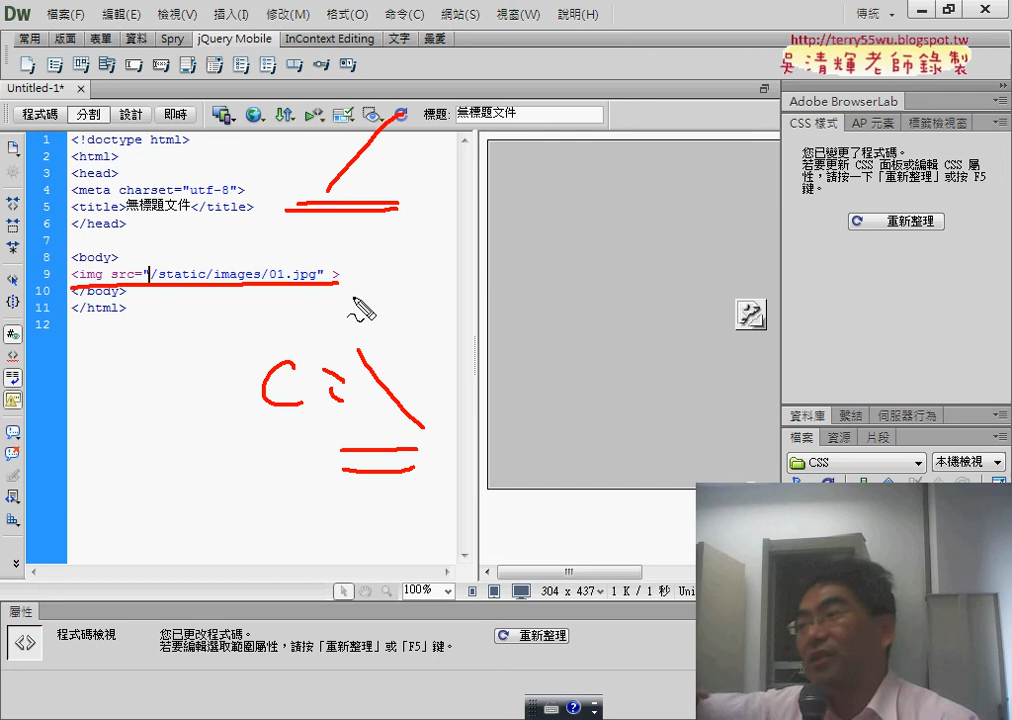 Dw 檔案(F) 編輯(E) 檢視(V) 插入(I) 修改(M) 格式(O) 命令(C) 網站(S) 視窗(W) 說明(H) 傳統
常用 版面 表單 資料 Spry jQuery Mobile InContext Editing 文字 最愛
http://terry55wu.blogspot.tw
吳清輝老師錄製
Untitled-1* ×
程式碼 分割 設計 即時 標題: 無標題文件
1 <!doctype html>
2 <html>
3 <head>
4 <meta charset="utf-8">
5 <title>無標題文件</title>
6 </head>
7
8 <body>
9 <img src="/static/images/01.jpg" >
10 </body>
11 </html>
12
C:\
Adobe BrowserLab
CSS 樣式 AP 元素 標籤檢視窗
您已變更了程式碼。
若要更新 CSS 面板或編輯 CSS 屬
性，請按一下「重新整理」或按 F5
鍵。
重新整理
資料庫 繫結 伺服器行為
檔案 資源 片段
CSS 本機檢視
100% 304 x 437 1 K / 1 秒 Uni
屬性
程式碼檢視 您已更改程式碼。
若要編輯選取範圍屬性，請按「重新整理」或「F5」鍵。
重新整理